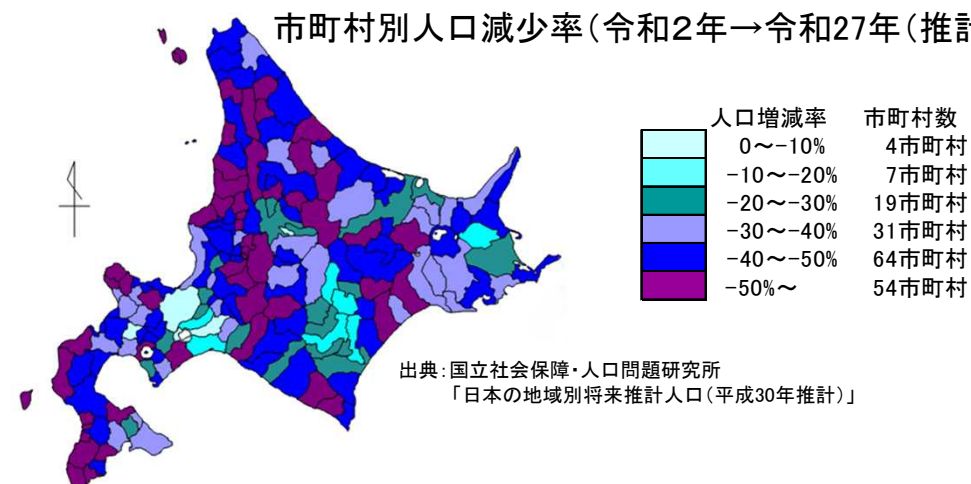 市町村別人口減少率(令和2年→令和27年(推計
人口増減率 市町村数
0~-10% 4市町村
-10~-20% 7市町村
-20~-30% 19市町村
-30~-40% 31市町村
-40~-50% 64市町村
-50%~ 54市町村
出典:国立社会保障・人口問題研究所
「日本の地域別将来推計人口(平成30年推計)」